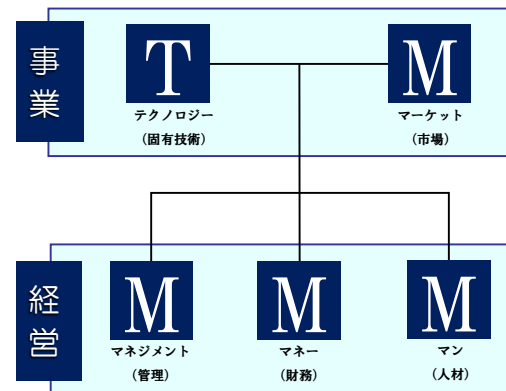 事業
T
M
テクノロジー
マーケット
(固有技術)
(市場)
経営
M
M
M
マネジメント
マネー
マン
(管理)
(財務)
(人材)